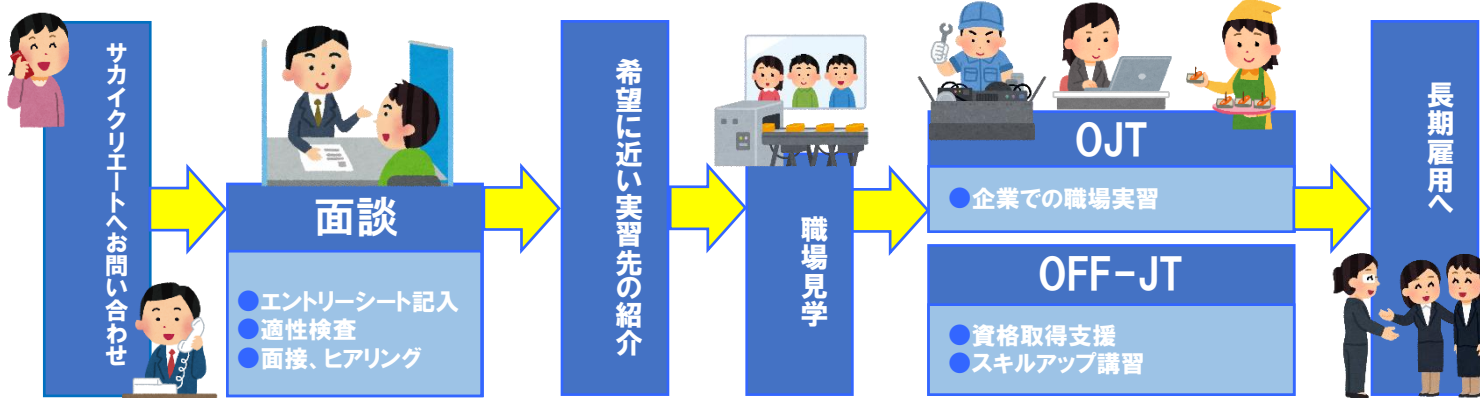 サカイクリエートへお問い合わせ
面談
●エントリーシート記入
●適性検査
●面接、ヒアリング
希望に近い実習先の紹介
職場見学
OJT
●企業での職場実習
OFF-JT
●資格取得支援
●スキルアップ講習
長期雇用へ